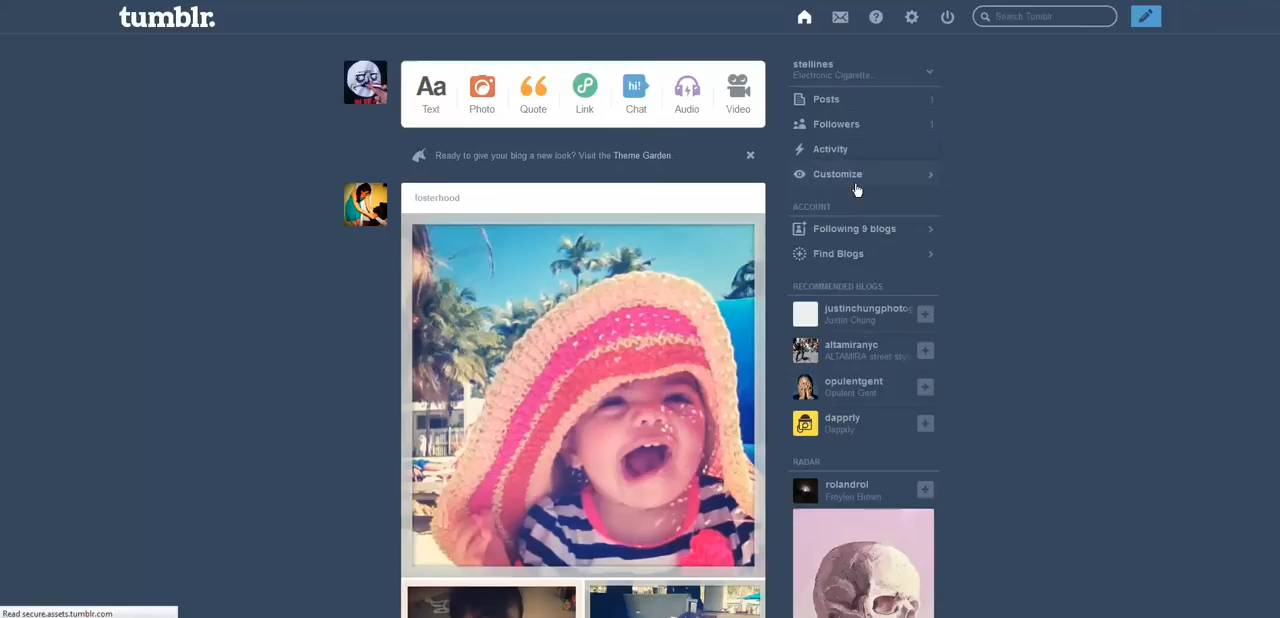 tumblr.
Search Tumblr
Aa
hi!
Text
Photo
Quote
Link
Chat
Audio
Video
Ready to give your blog a new look? Visit the Theme Garden.
fosterhood
stellines
Electronic Cigarette...
Posts 1
Followers 1
Activity
Customize
ACCOUNT
Following 9 blogs
Find Blogs
RECOMMENDED BLOGS
justinchungphotog
Justin Chung
altamiranyc
ALTAMIRA street sty
opulentgent
Opulent Gent
dapprly
Dapprly
RADAR
rolandrol
Froylen Brown
Read secure.assets.tumblr.com